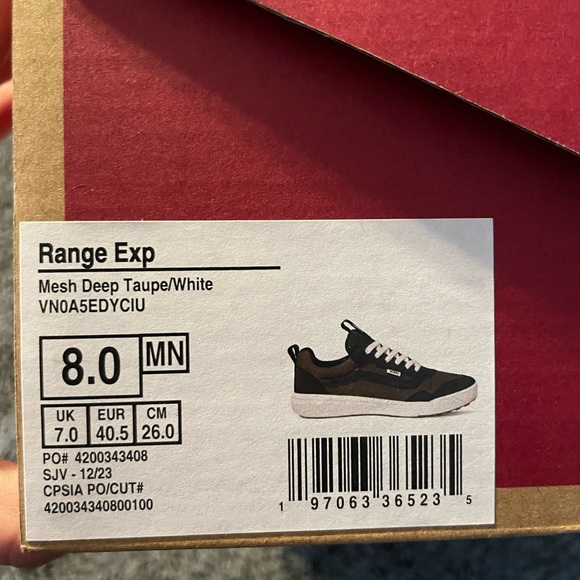 Range Exp
Mesh Deep Taupe/White
VN0A5EDYCIU
8.0 MN
UK EUR CM
7.0 40.5 26.0
PO# 4200343408
SJV - 12/23
CPSIA PO/CUT#
420034340800100
1 97063 36523 5